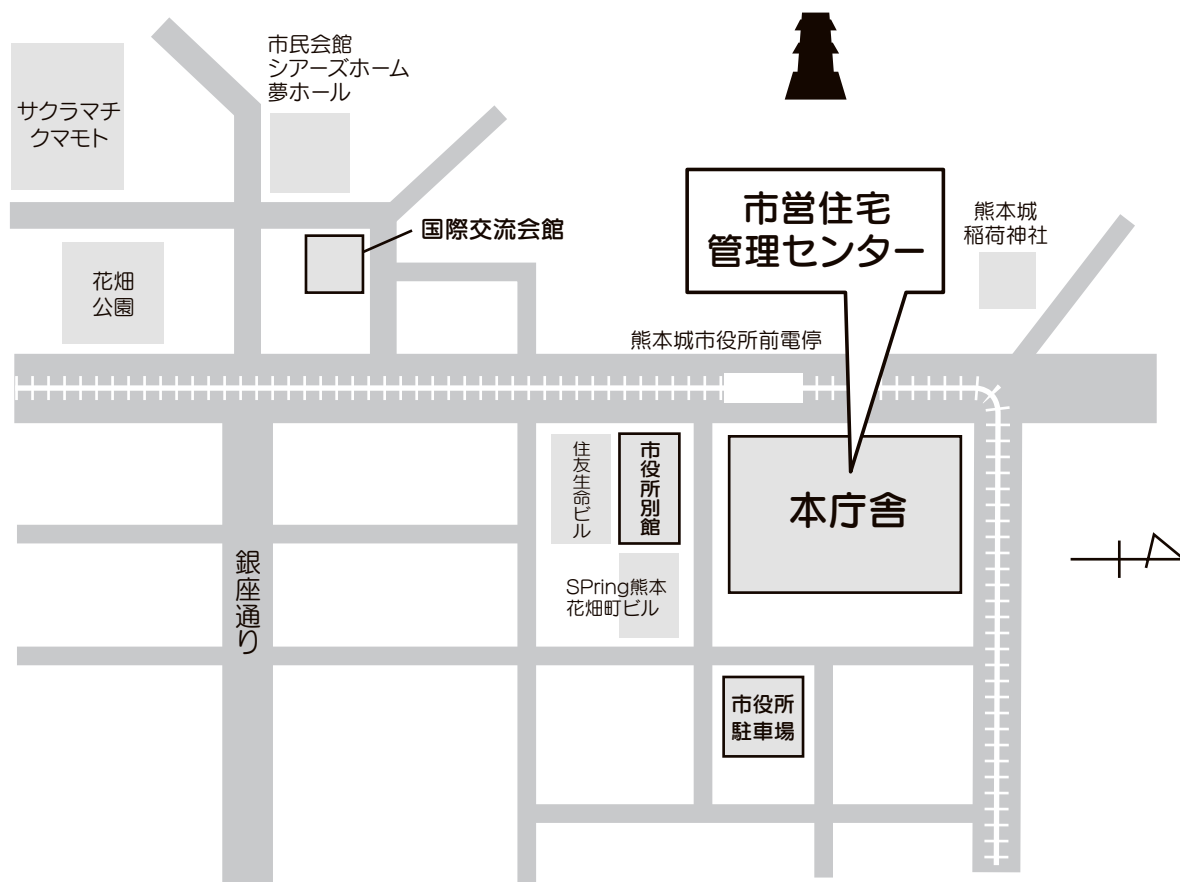 市民会館
シアーズホーム
夢ホール
サクラマチ
クマモト
市営住宅
管理センター
熊本城
稲荷神社
国際交流会館
花畑
公園
熊本城市役所前電停
住友生命ビル
市役所別館
本庁舎
銀座通り
SPring熊本
花畑町ビル
市役所
駐車場